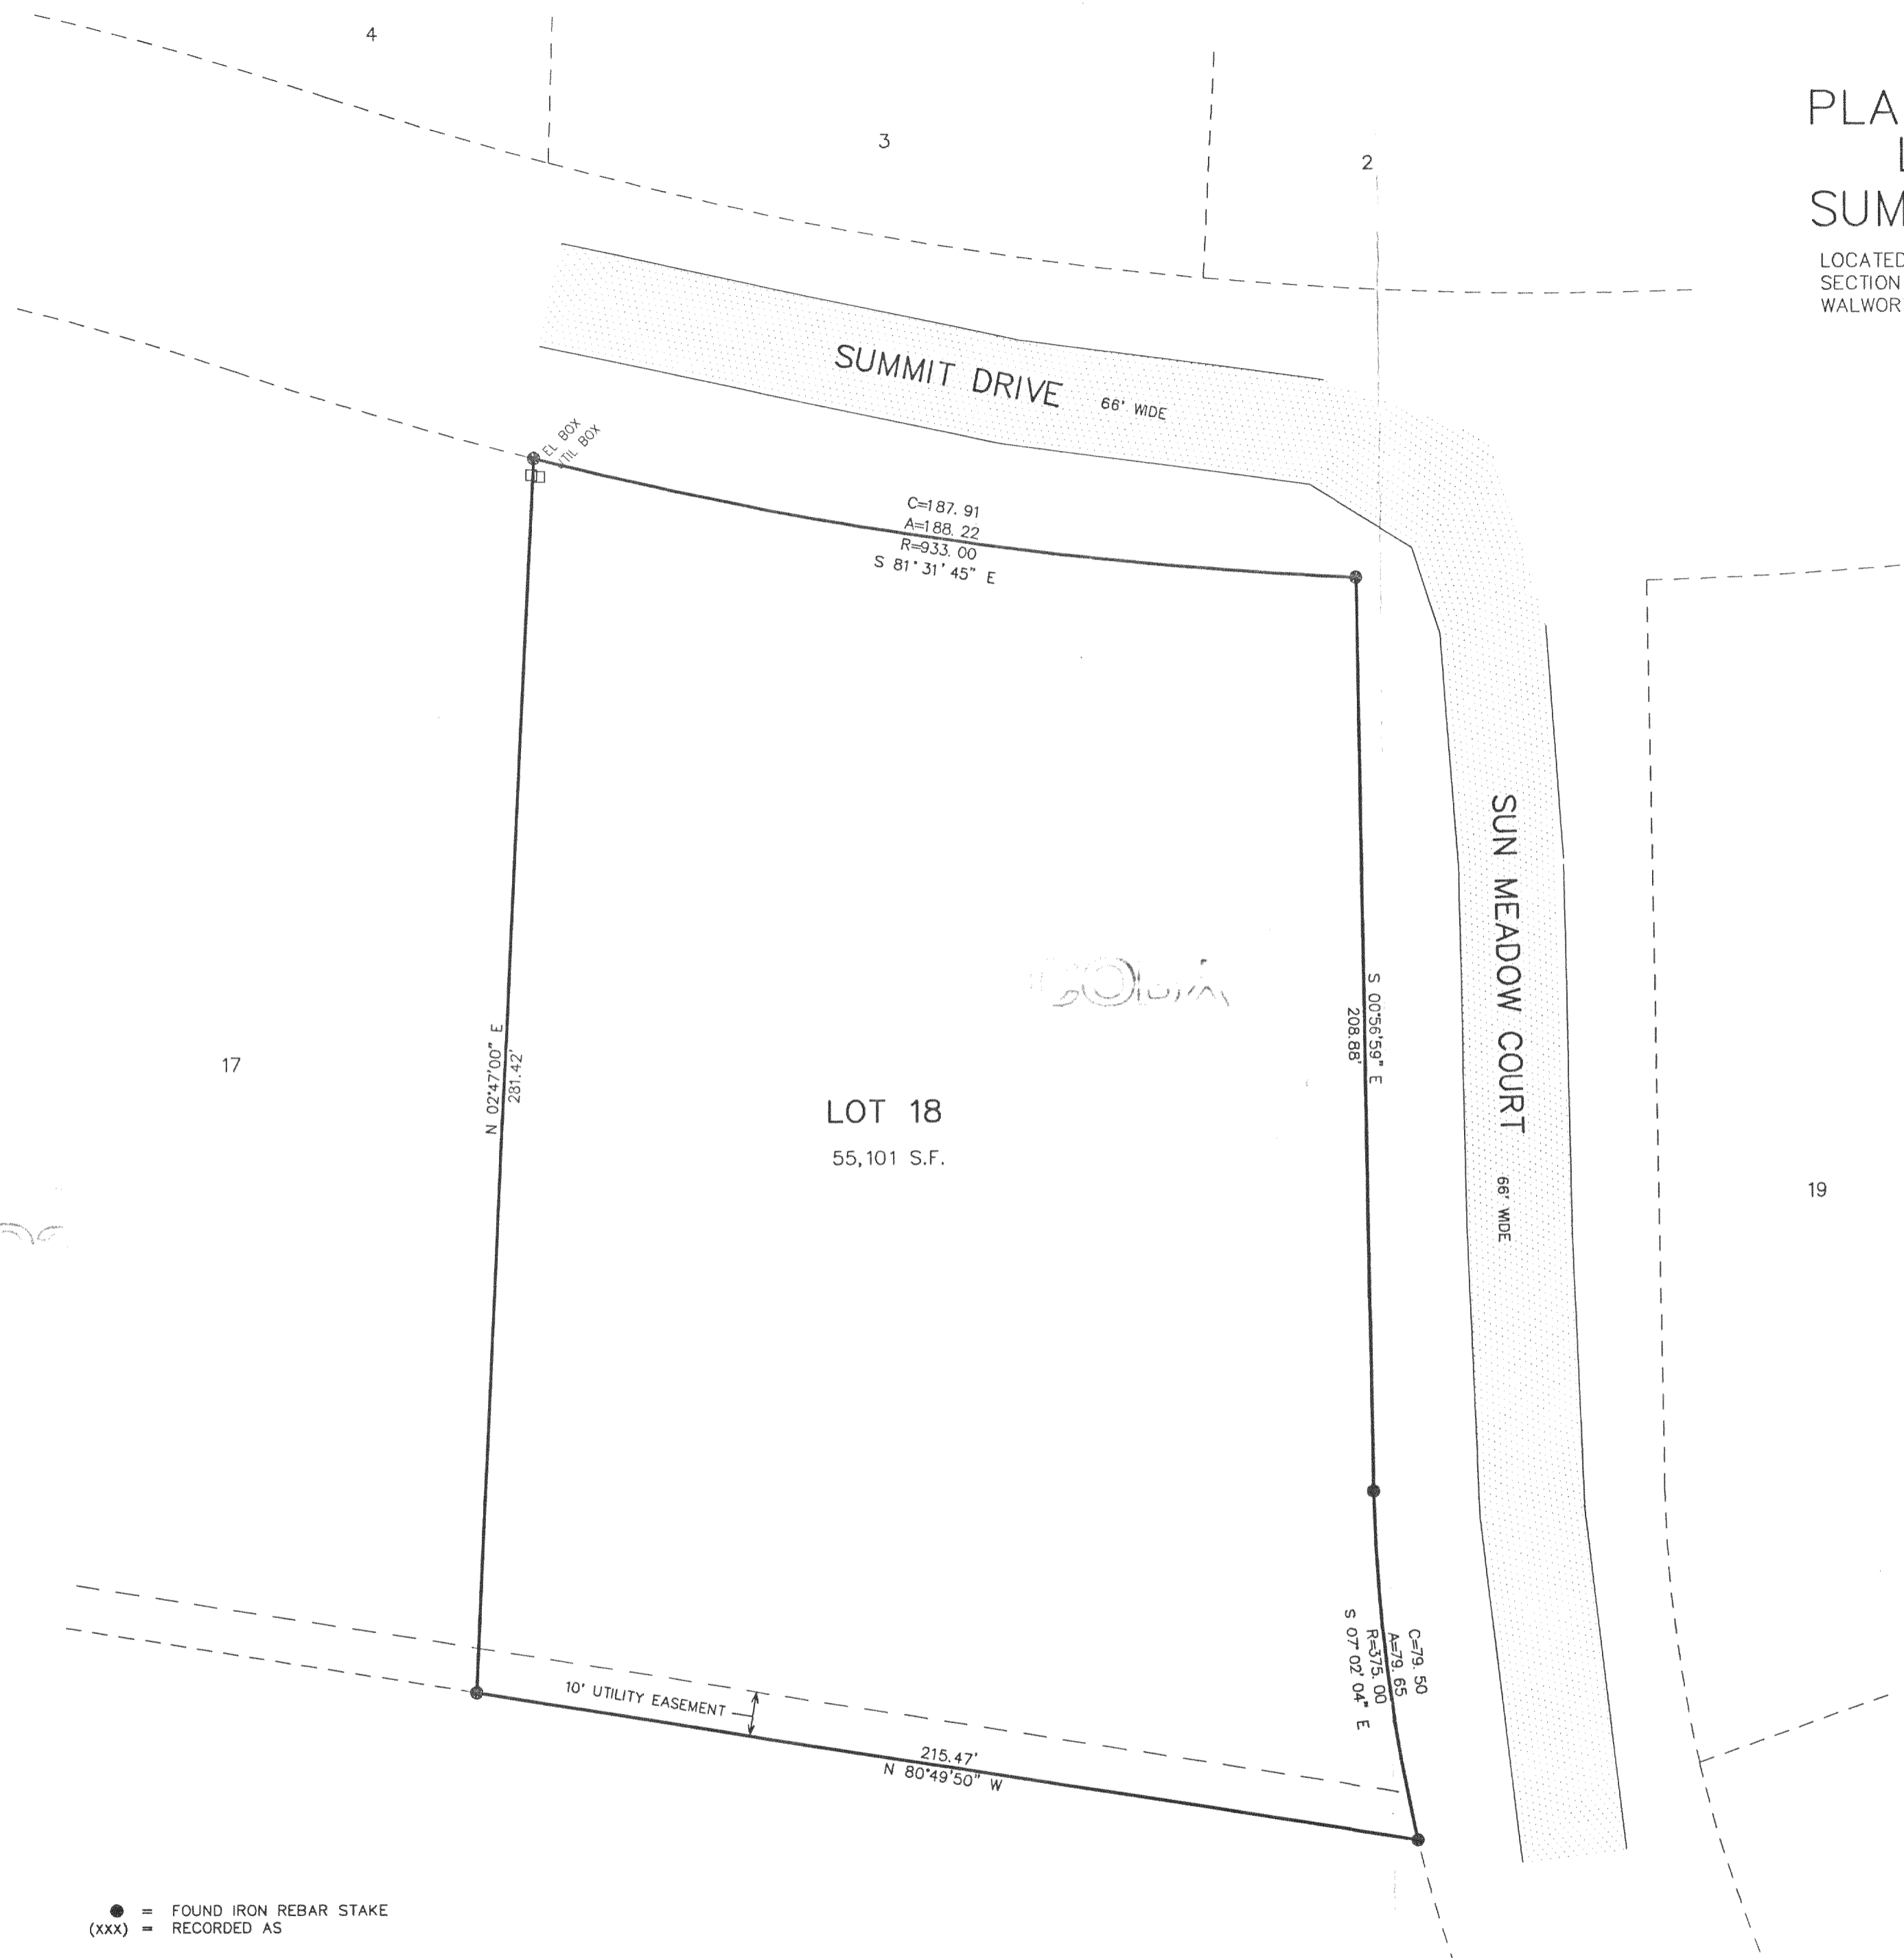 4
3
2
PLA
L
SUM
LOCATED
SECTION
WALWOR
SUMMIT DRIVE 66' WIDE
EL BOX
UTIL BOX
C=187. 91
A=188. 22
R=933. 00
S 81° 31' 45" E
SUN MEADOW COURT 66' WIDE
S 00°56'59" E
208.88'
N 02°47'00" E
281.42'
17
LOT 18
55,101 S.F.
19
C=79. 50
A=79. 65
R=375. 00
S 07° 02' 04" E
10' UTILITY EASEMENT
215.47'
N 80°49'50" W
● = FOUND IRON REBAR STAKE
(XXX) = RECORDED AS